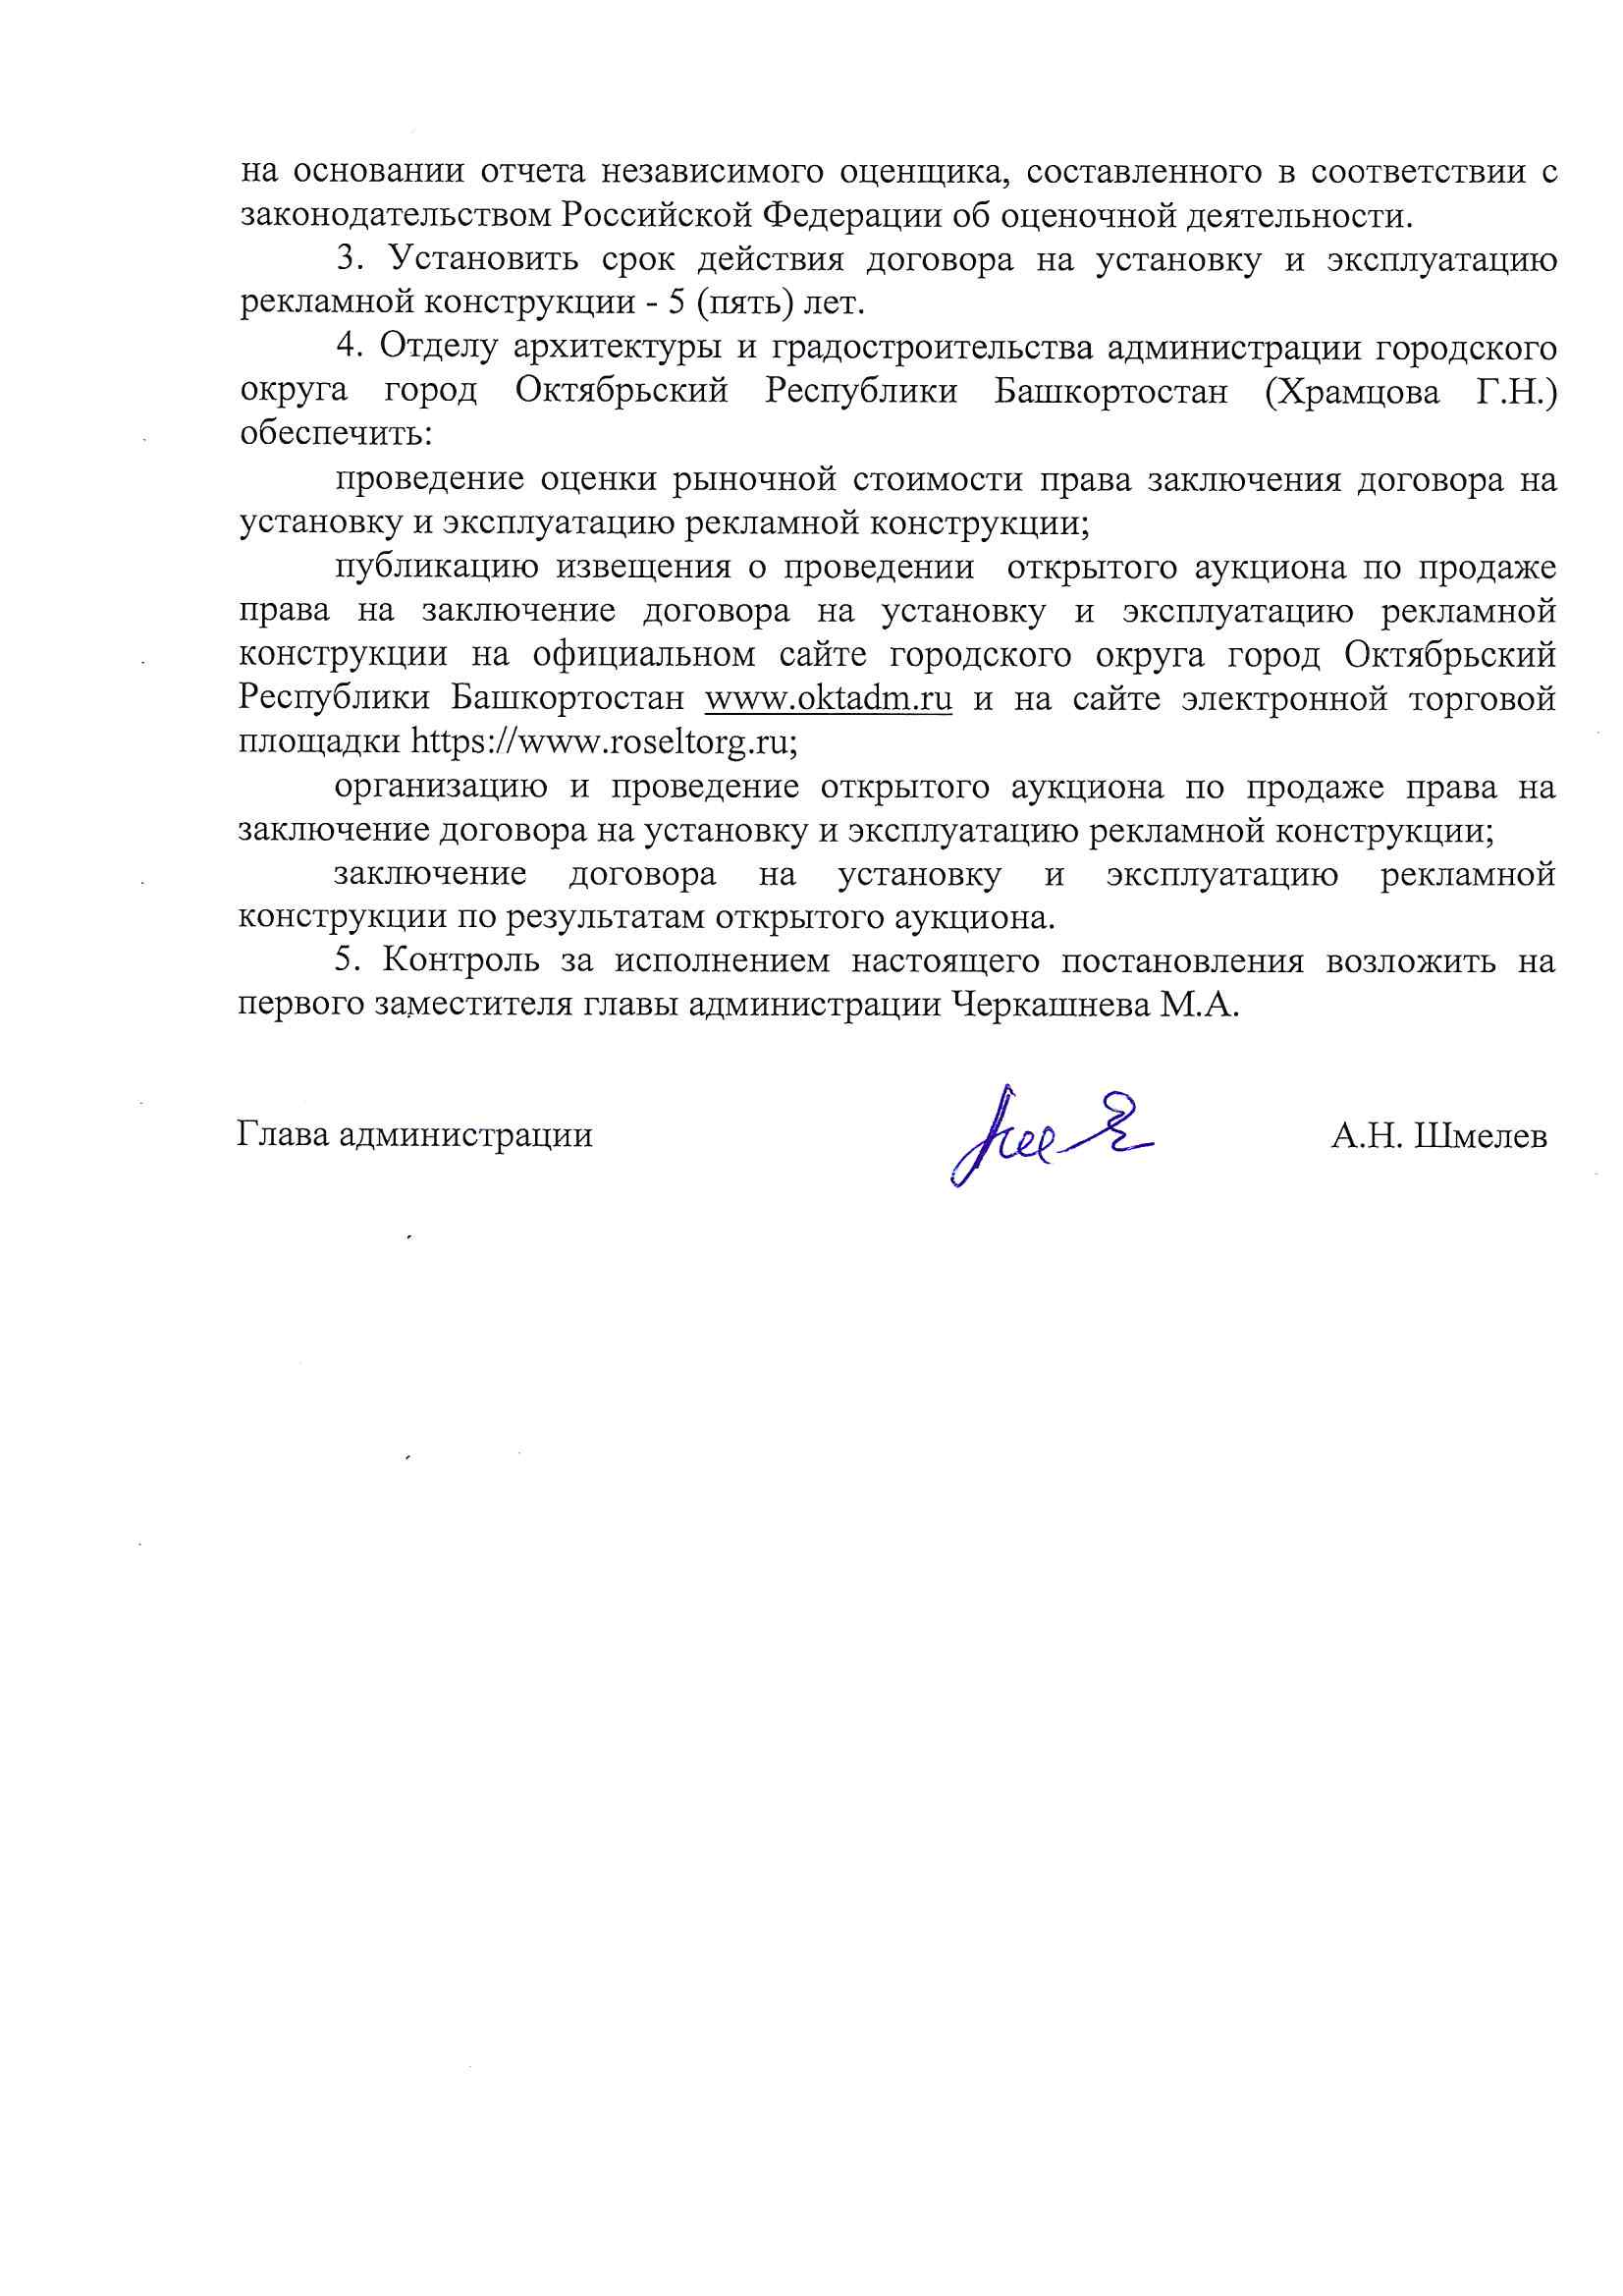 на основании отчета независимого оценщика, составленного в соответствии с
законодательством Российской Федерации об оценочной деятельности.
3. Установить срок действия договора на установку и эксплуатацию
рекламной конструкции - 5 (пять) лет.
4. Отделу архитектуры и градостроительства администрации городского
округа город Октябрьский Республики Башкортостан (Храмцова Г.Н.)
обеспечить:
проведение оценки рыночной стоимости права заключения договора на
установку и эксплуатацию рекламной конструкции;
публикацию извещения о проведении открытого аукциона по продаже
права на заключение договора на установку и эксплуатацию рекламной
конструкции на официальном сайте городского округа город Октябрьский
Республики Башкортостан www.oktadm.ru и на сайте электронной торговой
площадки https://www.roseltorg.ru;
организацию и проведение открытого аукциона по продаже права на
заключение договора на установку и эксплуатацию рекламной конструкции;
заключение договора на установку и эксплуатацию рекламной
конструкции по результатам открытого аукциона.
5. Контроль за исполнением настоящего постановления возложить на
первого заместителя главы администрации Черкашнева М.А.
Глава администрации А.Н. Шмелев